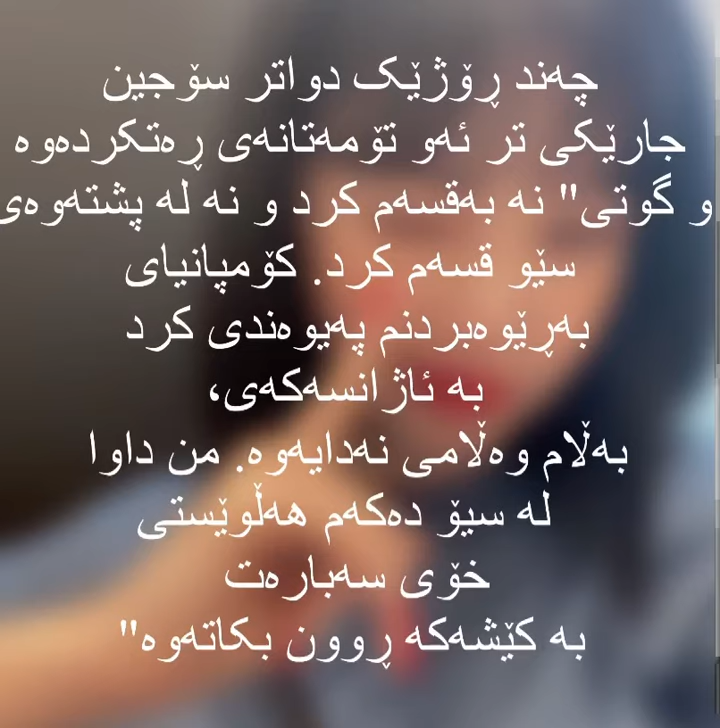 چەند ڕۆژێک دواتر سۆجین
جارێکی تر ئەو تۆمەتانەی ڕەتکردەوە
و گوتی" نە بەقسەم کرد و نە لە پشتەوەی
سێو قسەم کرد. کۆمپانیای
بەڕێوەبردنم پەیوەندی کرد
بە ئاژانسەکەی،
بەڵام وەڵامی نەدایەوە. من داوا
لە سیۆ دەکەم هەڵوێستی
خۆی سەبارەت
بە کێشەکە ڕوون بکاتەوە"